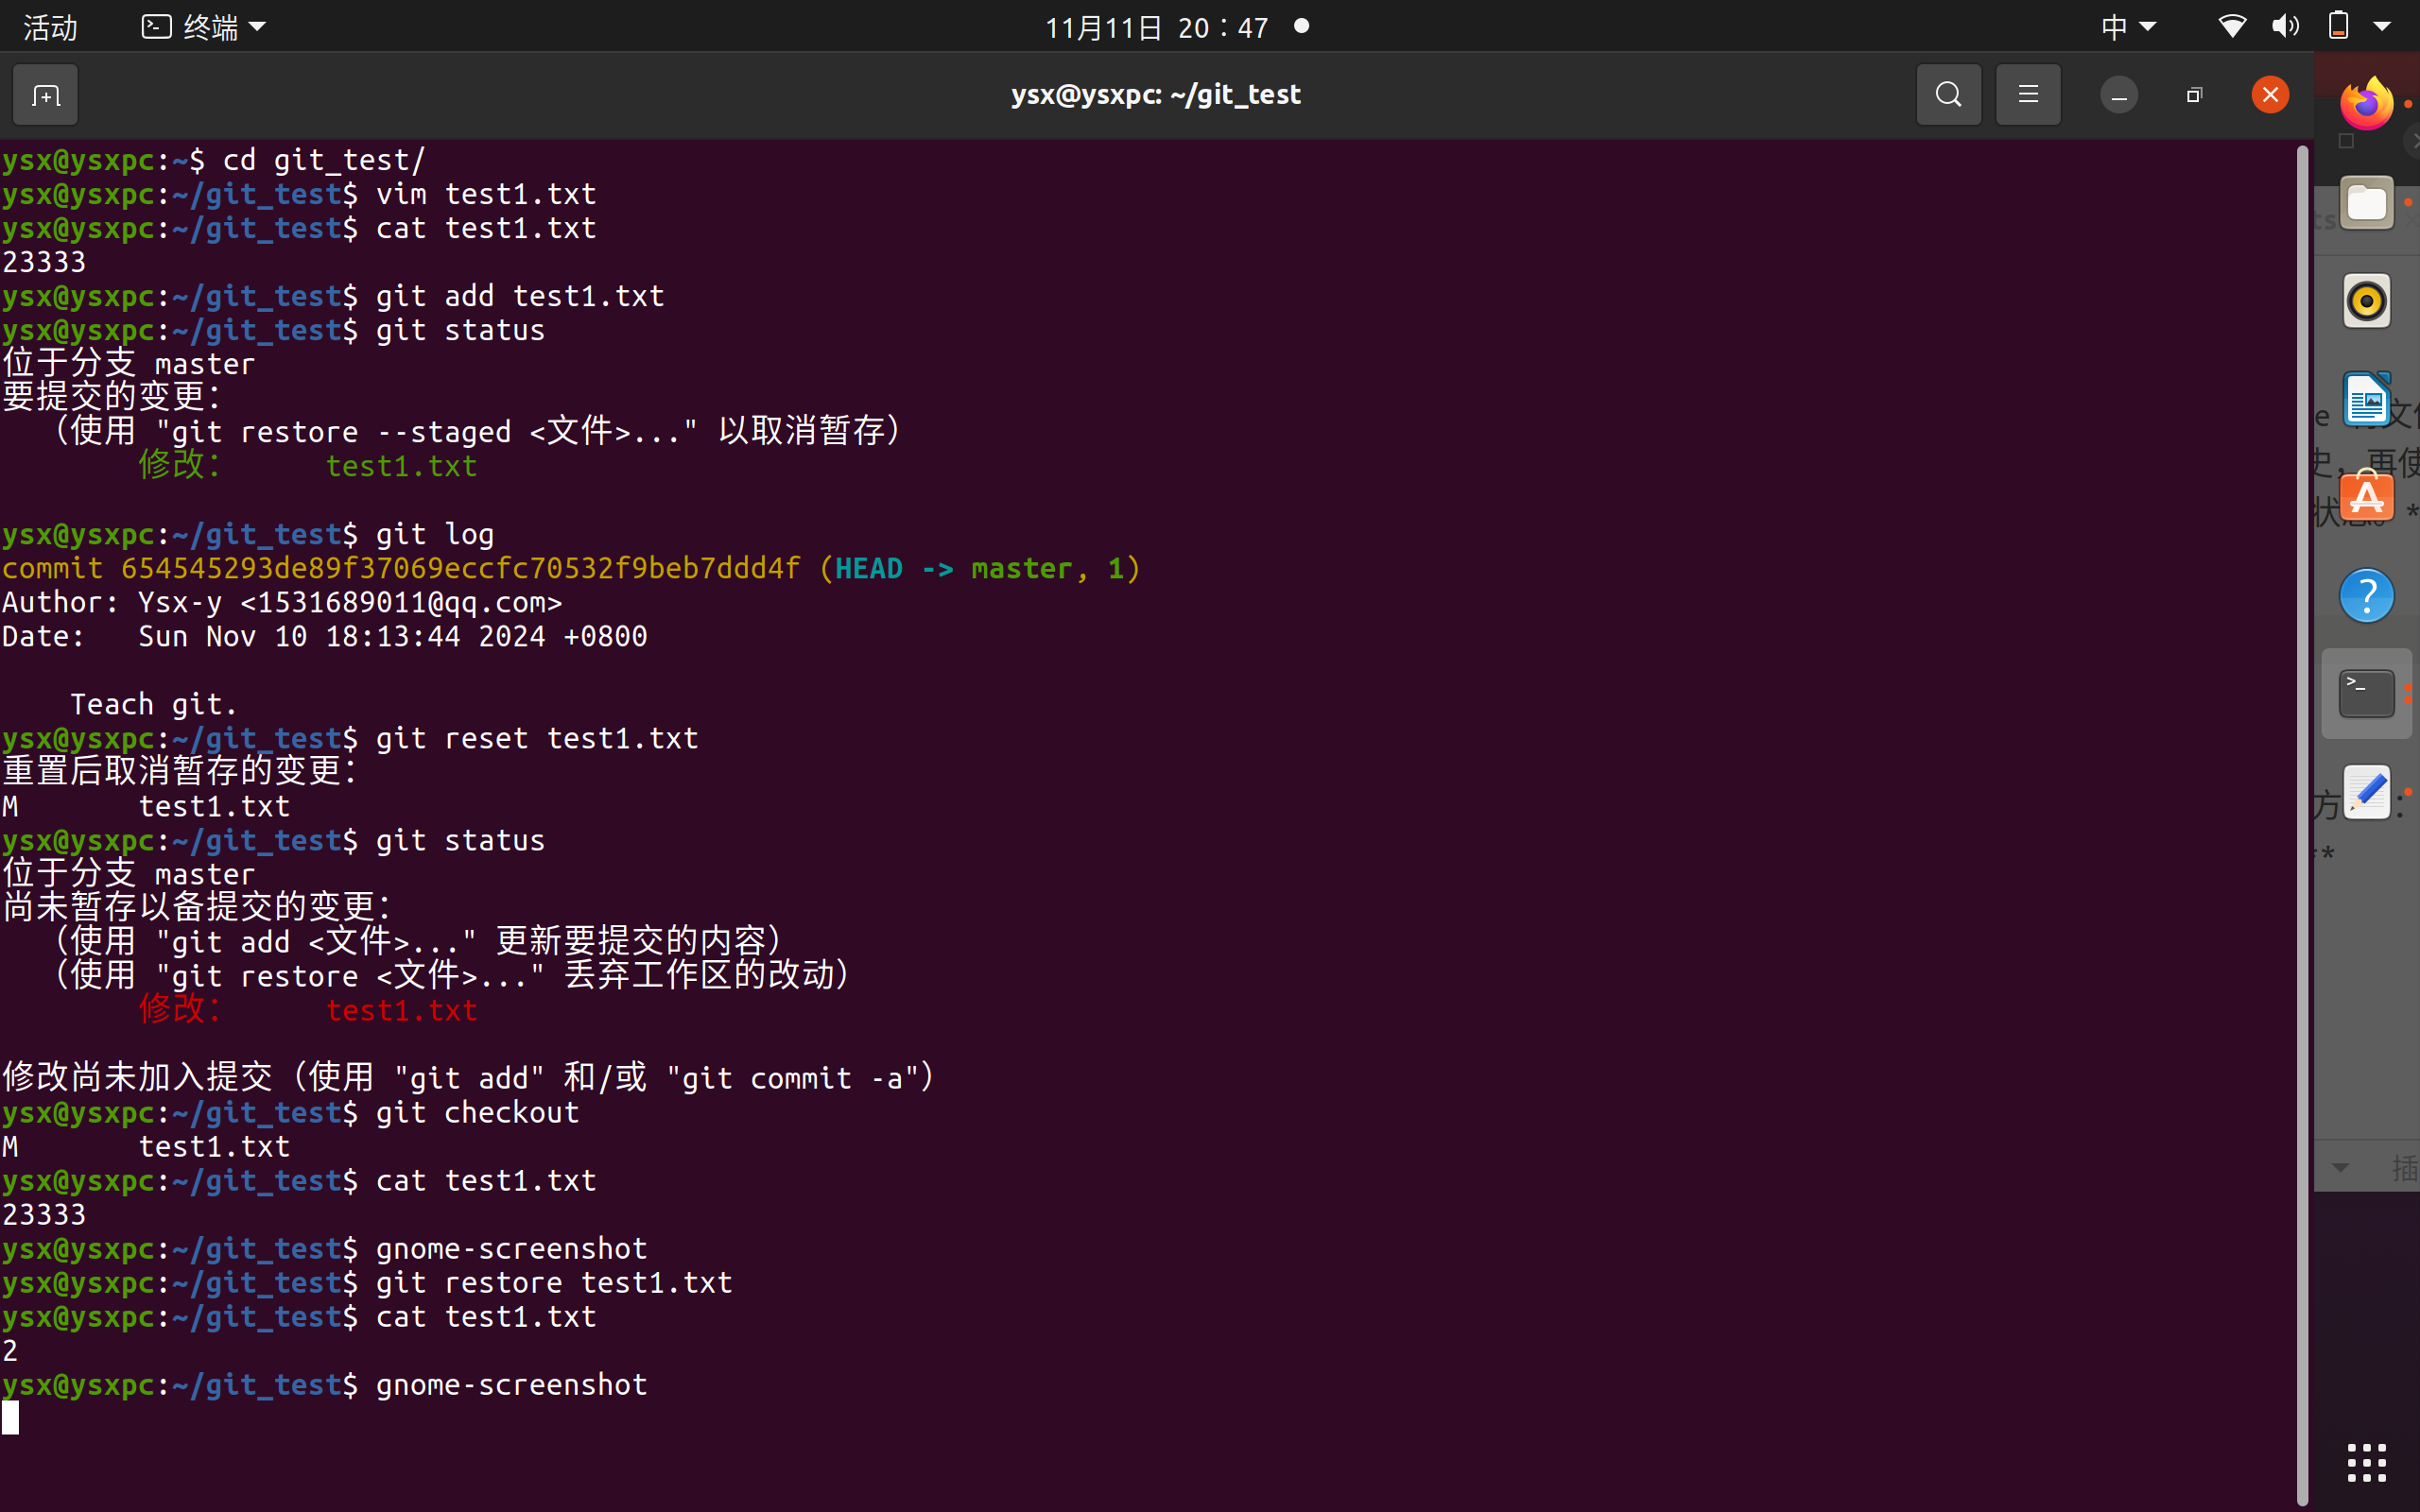 活动
终端
11月11日 20：47
中
ysx@ysxpc: ~/git_test
ysx@ysxpc:~$ cd git_test/
ysx@ysxpc:~/git_test$ vim test1.txt
ysx@ysxpc:~/git_test$ cat test1.txt
23333
ysx@ysxpc:~/git_test$ git add test1.txt
ysx@ysxpc:~/git_test$ git status
位于分支 master
要提交的变更：
  （使用 "git restore --staged <文件>..." 以取消暂存）
        修改：      test1.txt
ysx@ysxpc:~/git_test$ git log
commit 654545293de89f37069eccfc70532f9beb7ddd4f (HEAD -> master, 1)
Author: Ysx-y <1531689011@qq.com>
Date:   Sun Nov 10 18:13:44 2024 +0800
    Teach git.
ysx@ysxpc:~/git_test$ git reset test1.txt
重置后取消暂存的变更：
M       test1.txt
ysx@ysxpc:~/git_test$ git status
位于分支 master
尚未暂存以备提交的变更：
  （使用 "git add <文件>..." 更新要提交的内容）
  （使用 "git restore <文件>..." 丢弃工作区的改动）
        修改：      test1.txt
修改尚未加入提交（使用 "git add" 和/或 "git commit -a"）
ysx@ysxpc:~/git_test$ git checkout
M       test1.txt
ysx@ysxpc:~/git_test$ cat test1.txt
23333
ysx@ysxpc:~/git_test$ gnome-screenshot
ysx@ysxpc:~/git_test$ git restore test1.txt
ysx@ysxpc:~/git_test$ cat test1.txt
2
ysx@ysxpc:~/git_test$ gnome-screenshot
ts
e
史，再使
方
：
**
插